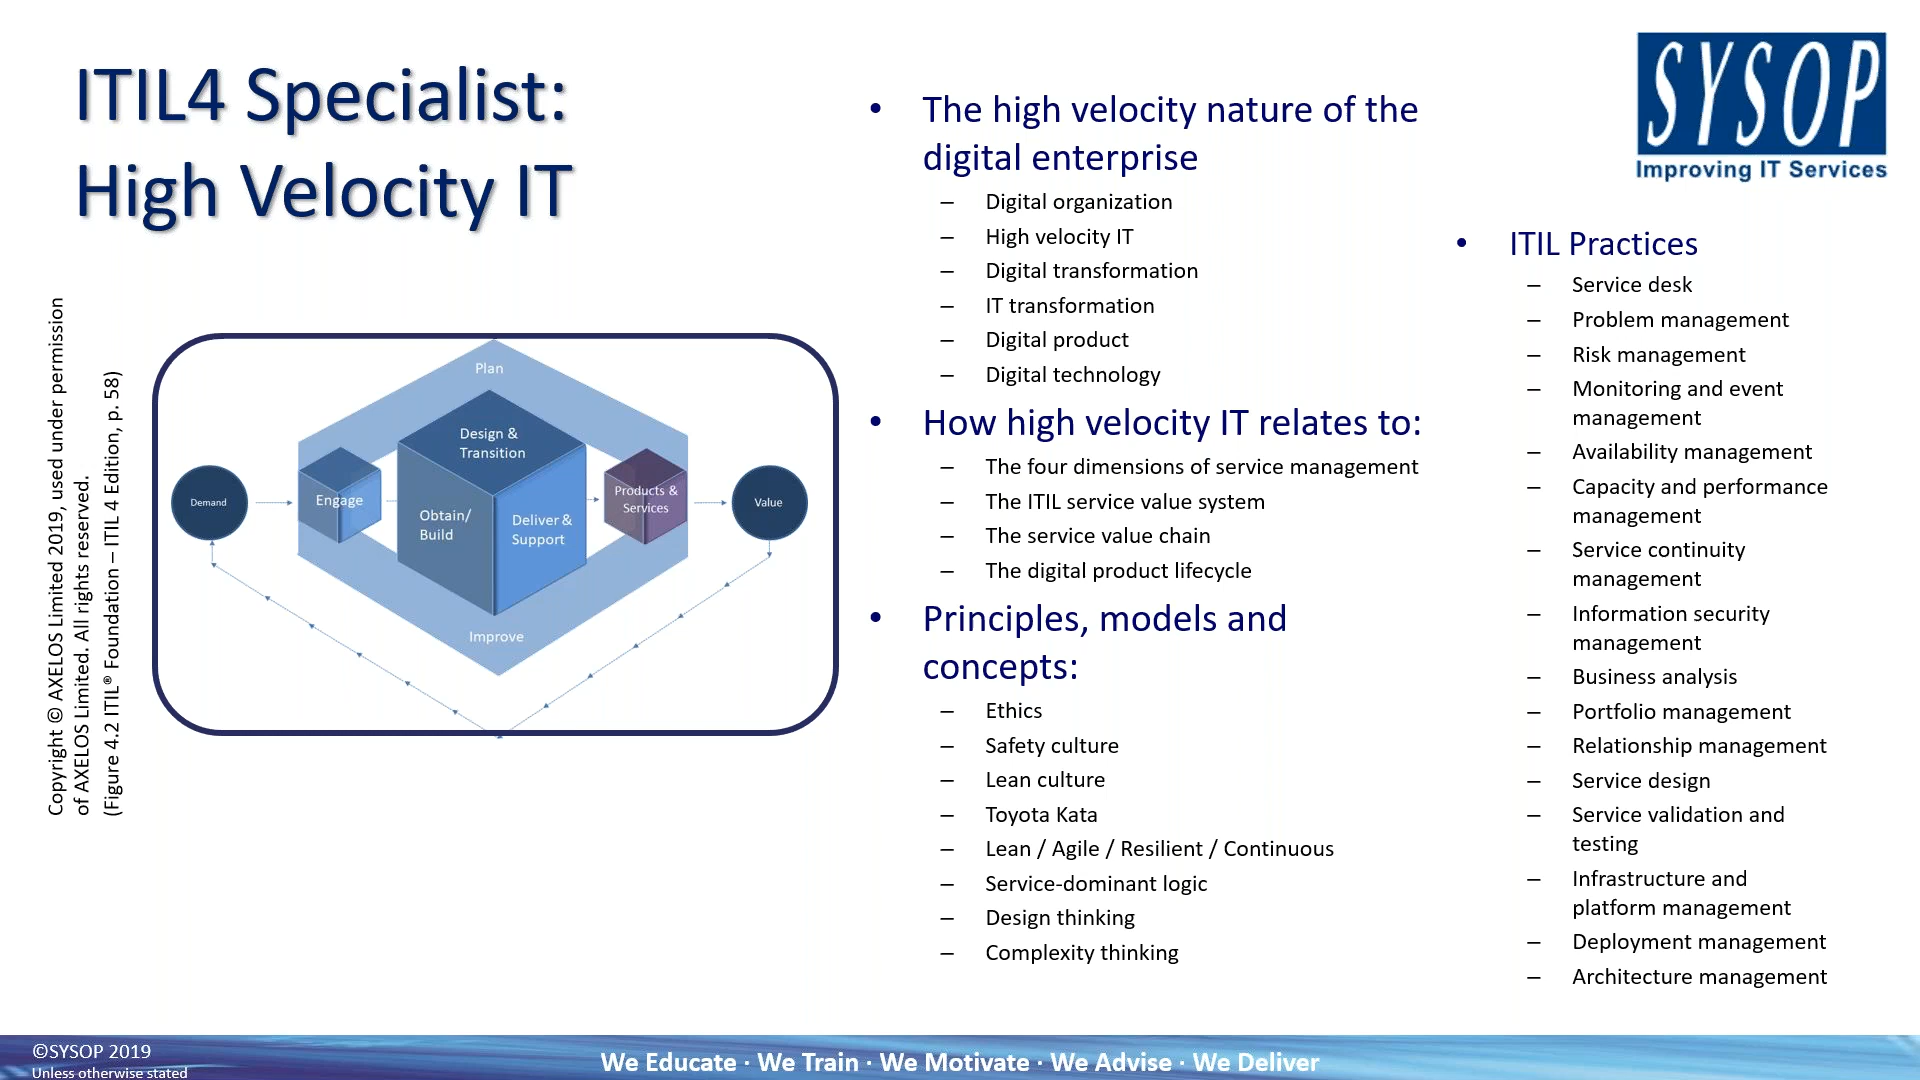 ITIL4 Specialist:
High Velocity IT
Copyright © AXELOS Limited 2019, used under permission
of AXELOS Limited. All rights reserved.
(Figure 4.2 ITIL® Foundation – ITIL 4 Edition, p. 58)
Plan
Design &
Transition
Demand
Engage
Obtain/
Build
Deliver &
Support
Products &
Services
Value
Improve
• The high velocity nature of the
digital enterprise
– Digital organization
– High velocity IT
– Digital transformation
– IT transformation
– Digital product
– Digital technology
• How high velocity IT relates to:
– The four dimensions of service management
– The ITIL service value system
– The service value chain
– The digital product lifecycle
• Principles, models and
concepts:
– Ethics
– Safety culture
– Lean culture
– Toyota Kata
– Lean / Agile / Resilient / Continuous
– Service-dominant logic
– Design thinking
– Complexity thinking
SYSOP
Improving IT Services
• ITIL Practices
– Service desk
– Problem management
– Risk management
– Monitoring and event
management
– Availability management
– Capacity and performance
management
– Service continuity
management
– Information security
management
– Business analysis
– Portfolio management
– Relationship management
– Service design
– Service validation and
testing
– Infrastructure and
platform management
– Deployment management
– Architecture management
©SYSOP 2019
Unless otherwise stated
We Educate · We Train · We Motivate · We Advise · We Deliver